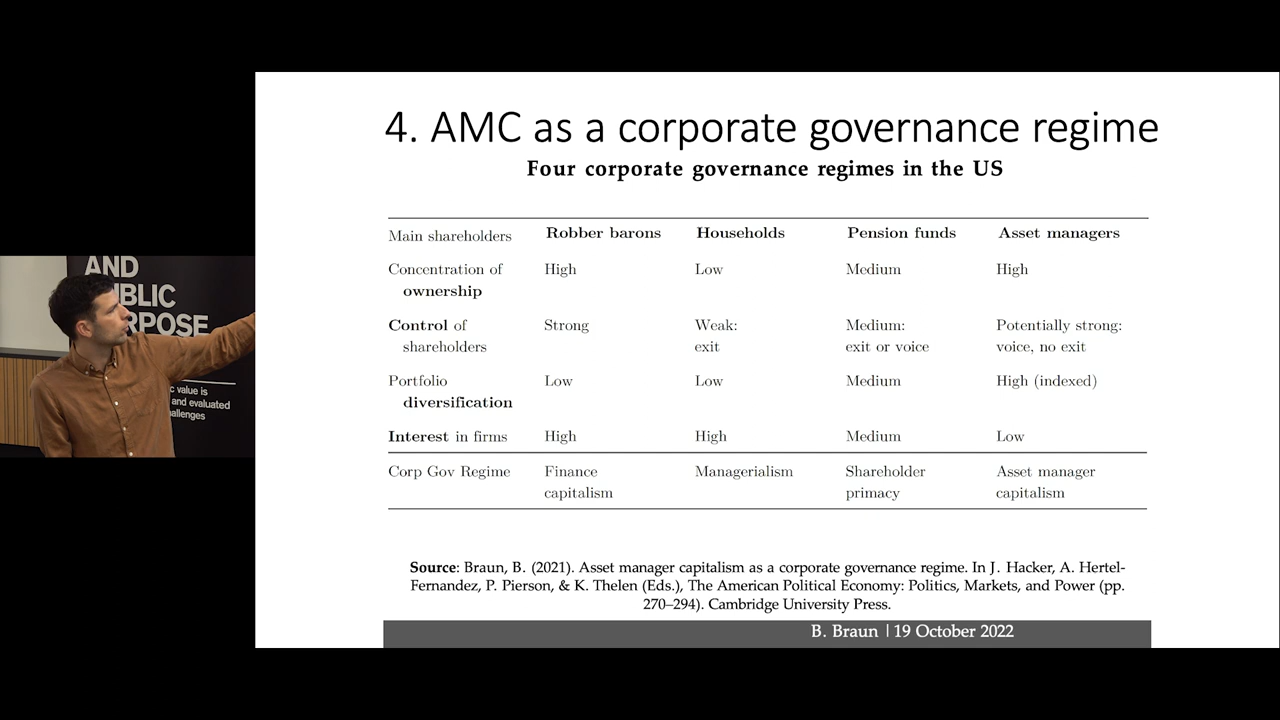 4. AMC as a corporate governance regime
Four corporate governance regimes in the US
Main shareholders Robber barons Households Pension funds Asset managers
Concentration of High Low Medium High
ownership
Control of Strong Weak: Medium: Potentially strong:
shareholders exit exit or voice voice, no exit
Portfolio Low Low Medium High (indexed)
diversification
Interest in firms High High Medium Low
Corp Gov Regime Finance Managerialism Shareholder Asset manager
capitalism primacy capitalism
Source: Braun, B. (2021). Asset manager capitalism as a corporate governance regime. In J. Hacker, A. Hertel-
Fernandez, P. Pierson, & K. Thelen (Eds.), The American Political Economy: Politics, Markets, and Power (pp.
270–294). Cambridge University Press.
B. Braun | 19 October 2022
AND
value is
and evaluated